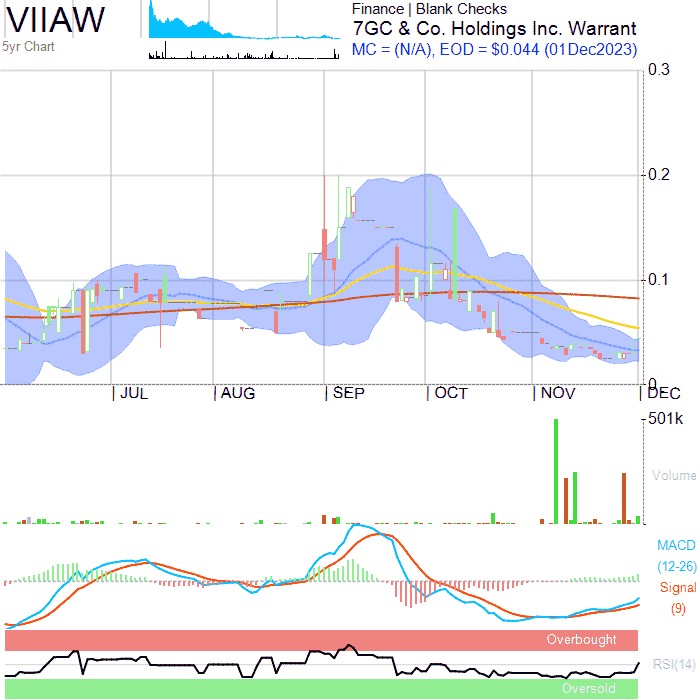 VIIAW
5yr Chart
Finance | Blank Checks
7GC & Co. Holdings Inc. Warrant
MC = (N/A), EOD = $0.044 (01Dec2023)
0.3
0.2
0.1
0
JUL
AUG
SEP
OCT
NOV
DEC
501k
Volume
MACD
(12-26)
Signal
(9)
Overbought
RSI(14)
Oversold